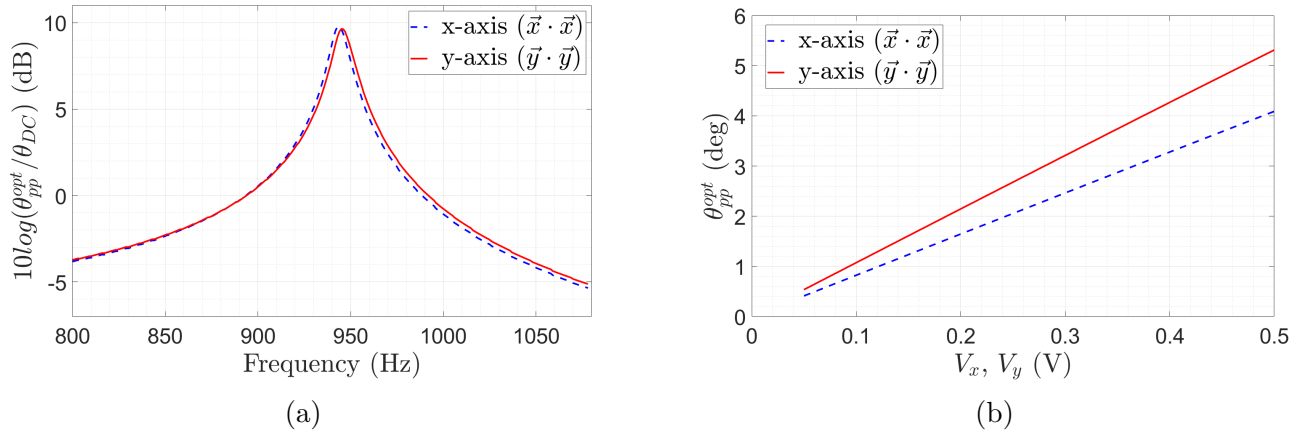 10
5
0
-5
10log(θ_pp^opt/θ_DC) (dB)
x-axis (x⃗ · x⃗)
y-axis (y⃗ · y⃗)
800 850 900 950 1000 1050
Frequency (Hz)
(a)
6
5
4
3
2
1
0
θ_pp^opt (deg)
x-axis (x⃗ · x⃗)
y-axis (y⃗ · y⃗)
0 0.1 0.2 0.3 0.4 0.5
V_x, V_y (V)
(b)